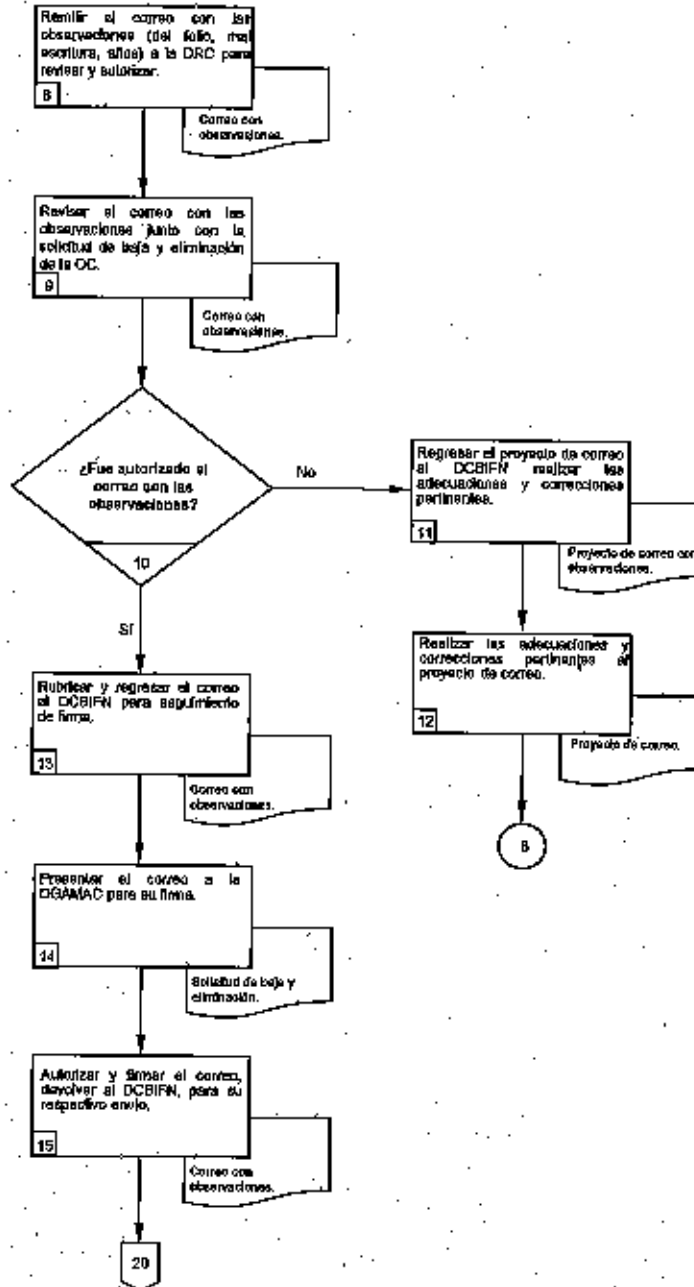 Remitir el correo con las
observaciones (del folio, mal
escritura, años) a la DRC para
revisar y autorizar.
8
Correo con
observaciones.
Revisar el correo con las
observaciones junto con la
solicitud de baja y eliminación
de la OC.
9
Correo con
observaciones.
¿Fue autorizado el
correo con las
observaciones?
10
No
Regresar el proyecto de correo
al DCBIFN realizar las
adecuaciones y correcciones
pertinentes.
11
Proyecto de correo con
observaciones.
Realizar las adecuaciones y
correcciones pertinentes al
proyecto de correo.
12
Proyecto de correo.
8
Sí
Rubricar y regresar el correo
al DCBIFN para seguimiento
de firma.
13
Correo con
observaciones.
Presentar el correo a la
DGAMAC para su firma.
14
Solicitud de baja y
eliminación.
Autorizar y firmar el correo,
devolver al DCBIFN, para su
respectivo envío.
15
Correo con
observaciones.
20